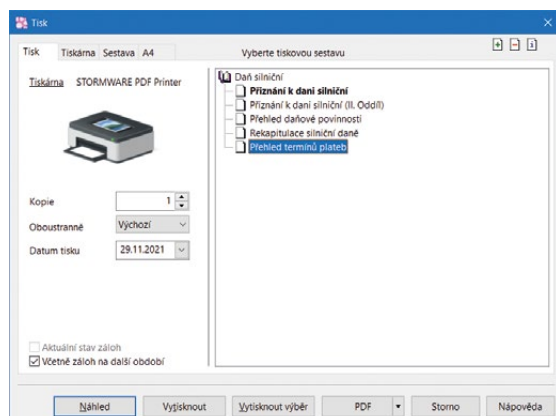 Tisk
Tisk Tiskárna Sestava A4
Vyberte tiskovou sestavu
Tiskárna STORMWARE PDF Printer
Kopie 1
Oboustranně Výchozí
Datum tisku 29.11.2021
Aktuální stav záloh
Včetně záloh na další období
Daň silniční
Přiznání k dani silniční
Přiznání k dani silniční (II. Oddíl)
Přehled daňové povinnosti
Rekapitulace silniční daně
Přehled termínů plateb
Náhled Vytisknout Vytisknout výběr PDF Storno Nápověda